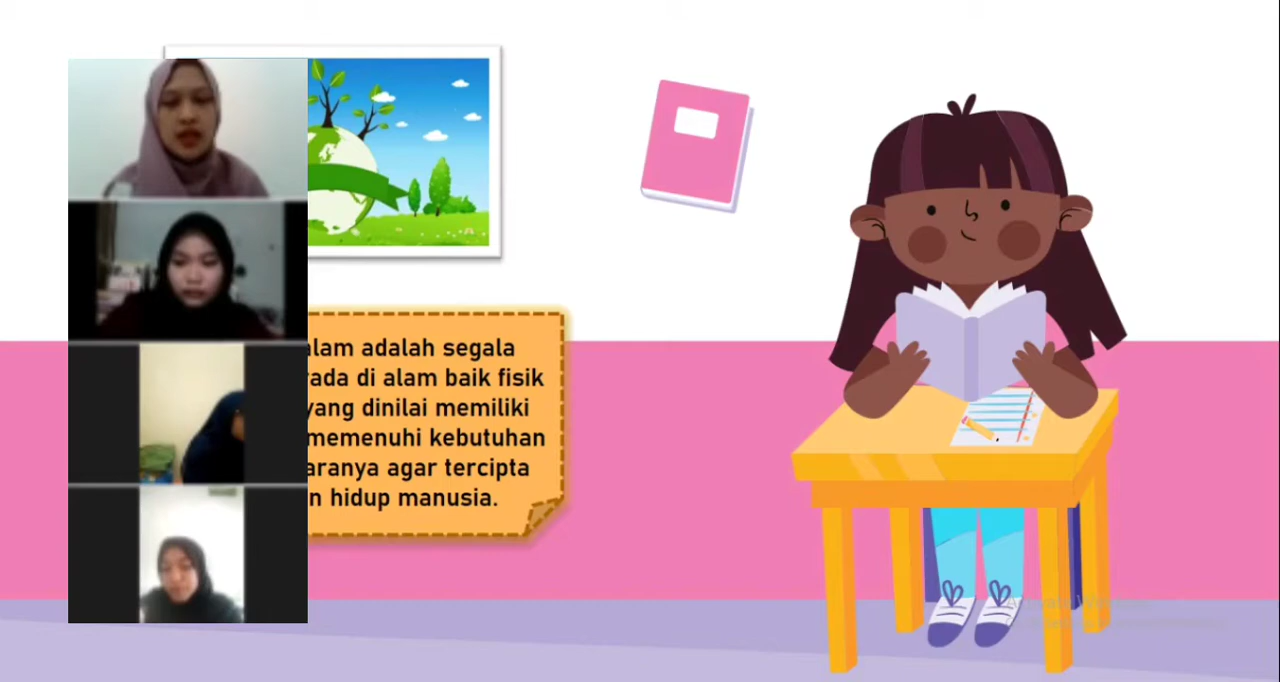 alam adalah segala
ada di alam baik fisik
yang dinilai memiliki
memenuhi kebutuhan
aranya agar tercipta
n hidup manusia.